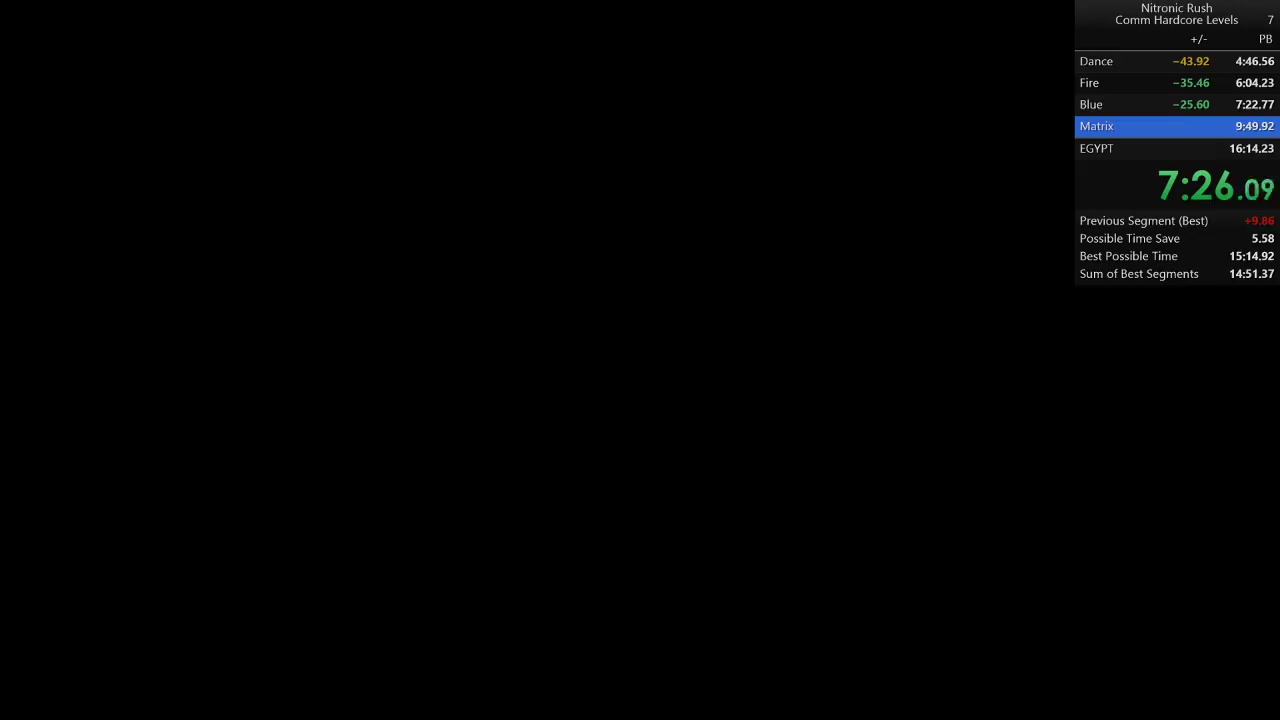 Nitronic Rush
Comm Hardcore Levels 7
+/- PB
Dance −43.92 4:46.56
Fire −35.46 6:04.23
Blue −25.60 7:22.77
Matrix 9:49.92
EGYPT 16:14.23
7:26.09
Previous Segment (Best) +9.86
Possible Time Save 5.58
Best Possible Time 15:14.92
Sum of Best Segments 14:51.37